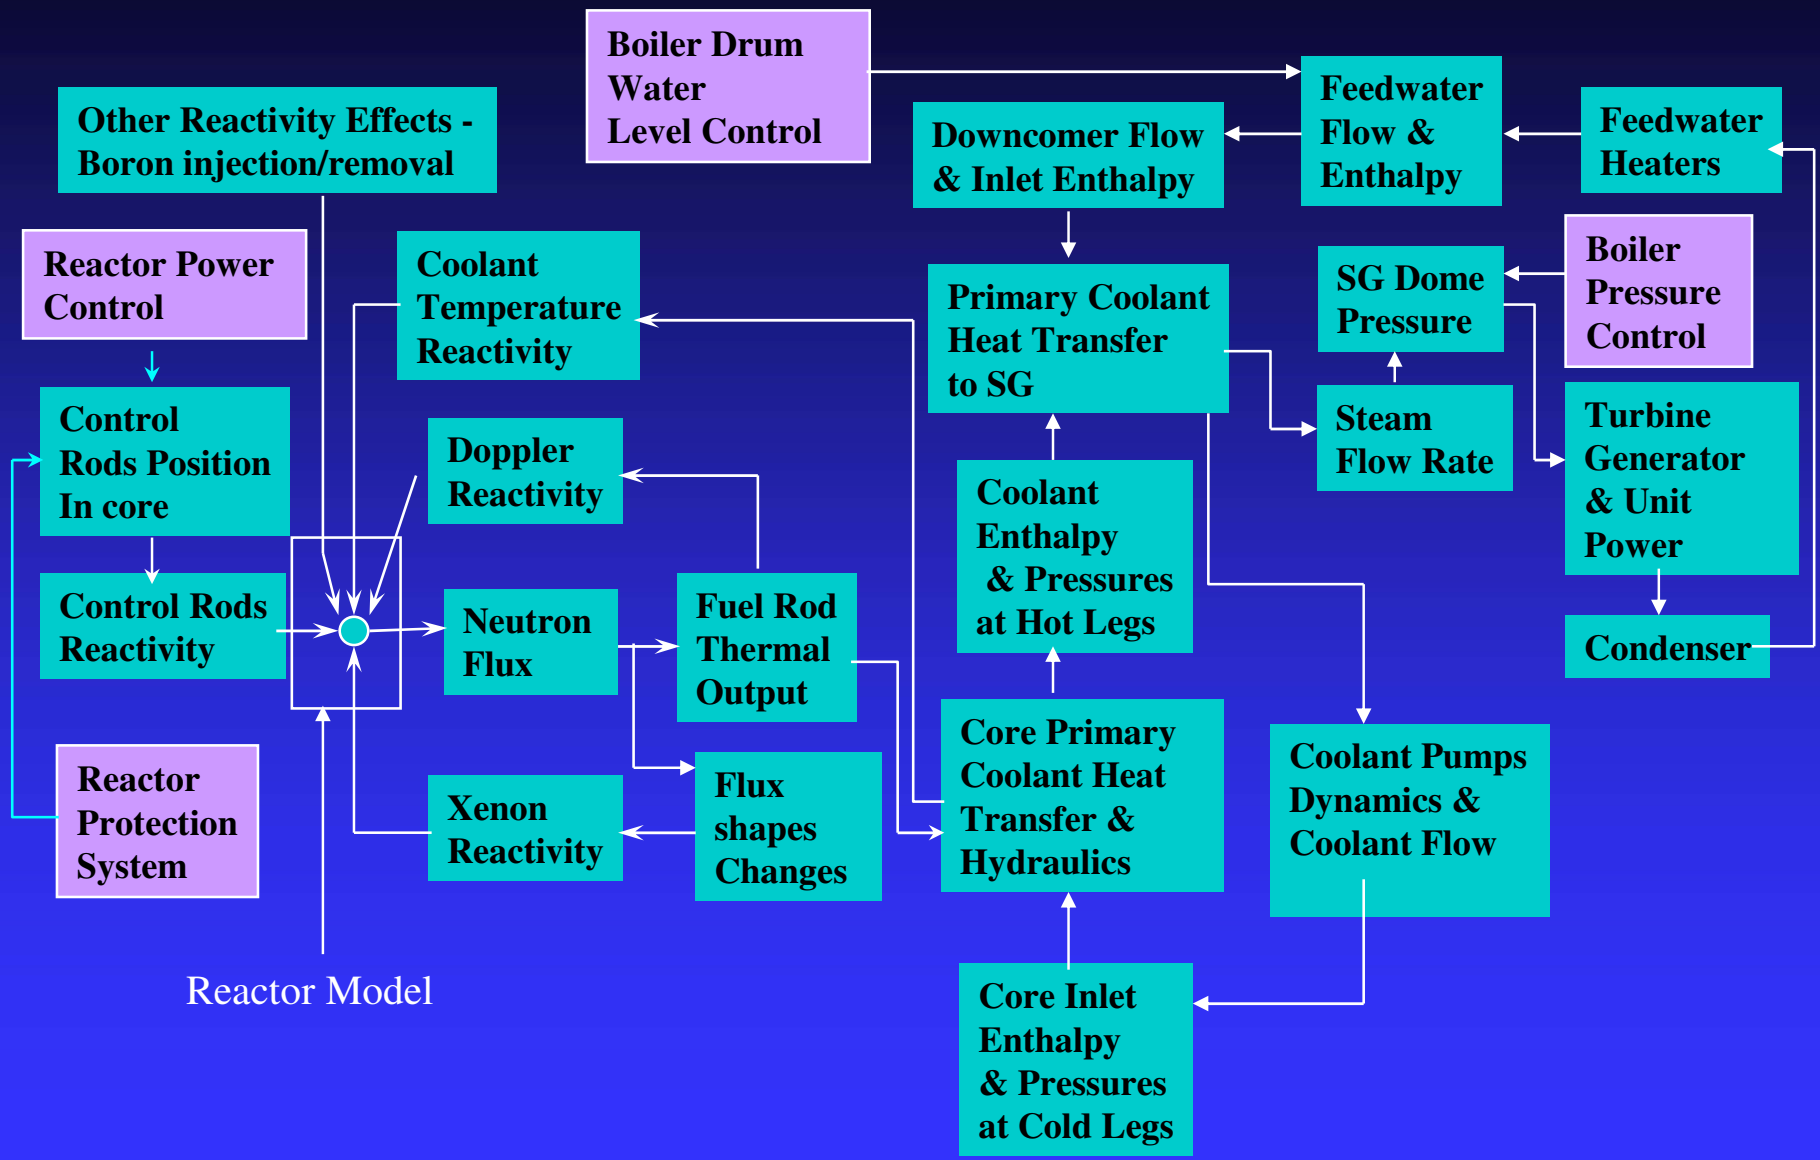 Boiler Drum
Water
Level Control
Other Reactivity Effects -
Boron injection/removal
Downcomer Flow
& Inlet Enthalpy
Feedwater
Flow &
Enthalpy
Feedwater
Heaters
Reactor Power
Control
Coolant
Temperature
Reactivity
Primary Coolant
Heat Transfer
to SG
SG Dome
Pressure
Boiler
Pressure
Control
Control
Rods Position
In core
Doppler
Reactivity
Steam
Flow Rate
Turbine
Generator
& Unit
Power
Coolant
Enthalpy
& Pressures
at Hot Legs
Control Rods
Reactivity
Neutron
Flux
Fuel Rod
Thermal
Output
Condenser
Core Primary
Coolant Heat
Transfer &
Hydraulics
Coolant Pumps
Dynamics &
Coolant Flow
Reactor
Protection
System
Xenon
Reactivity
Flux
shapes
Changes
Reactor Model
Core Inlet
Enthalpy
& Pressures
at Cold Legs